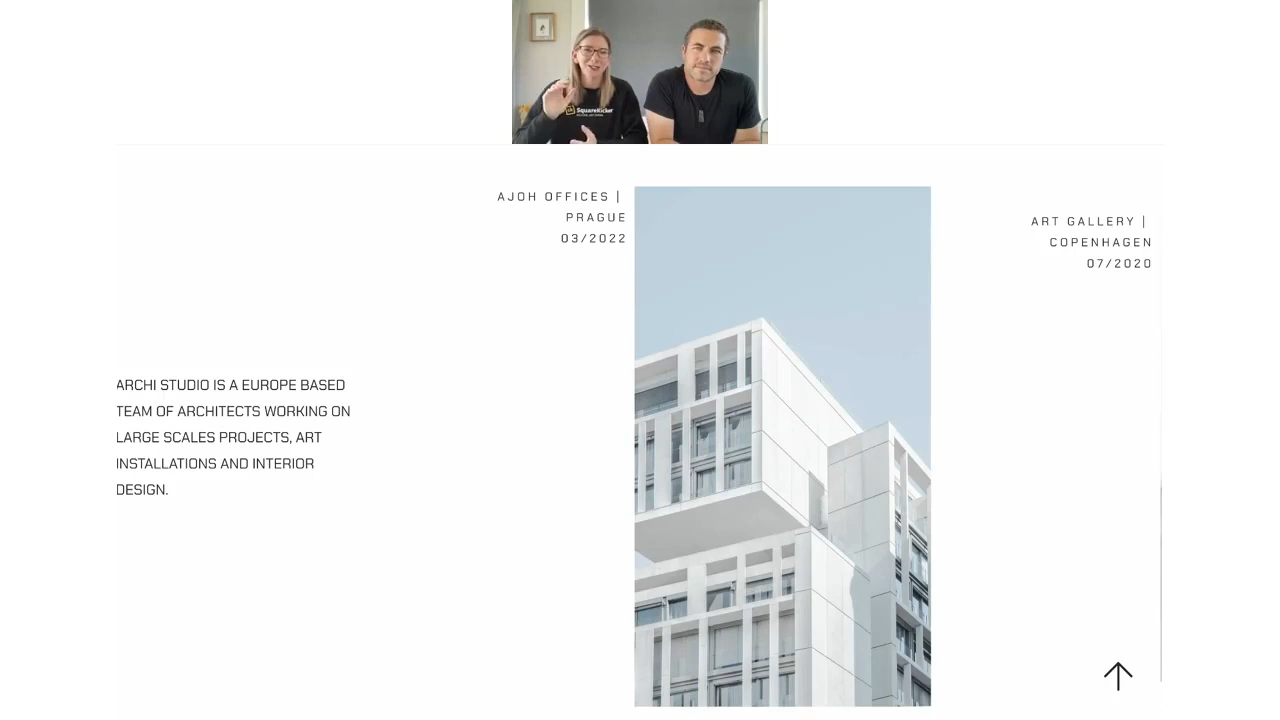 SquareKicker
AJOH OFFICES |
PRAGUE
03/2022
ART GALLERY |
COPENHAGEN
07/2020
ARCHI STUDIO IS A EUROPE BASED
TEAM OF ARCHITECTS WORKING ON
LARGE SCALES PROJECTS, ART
INSTALLATIONS AND INTERIOR
DESIGN.